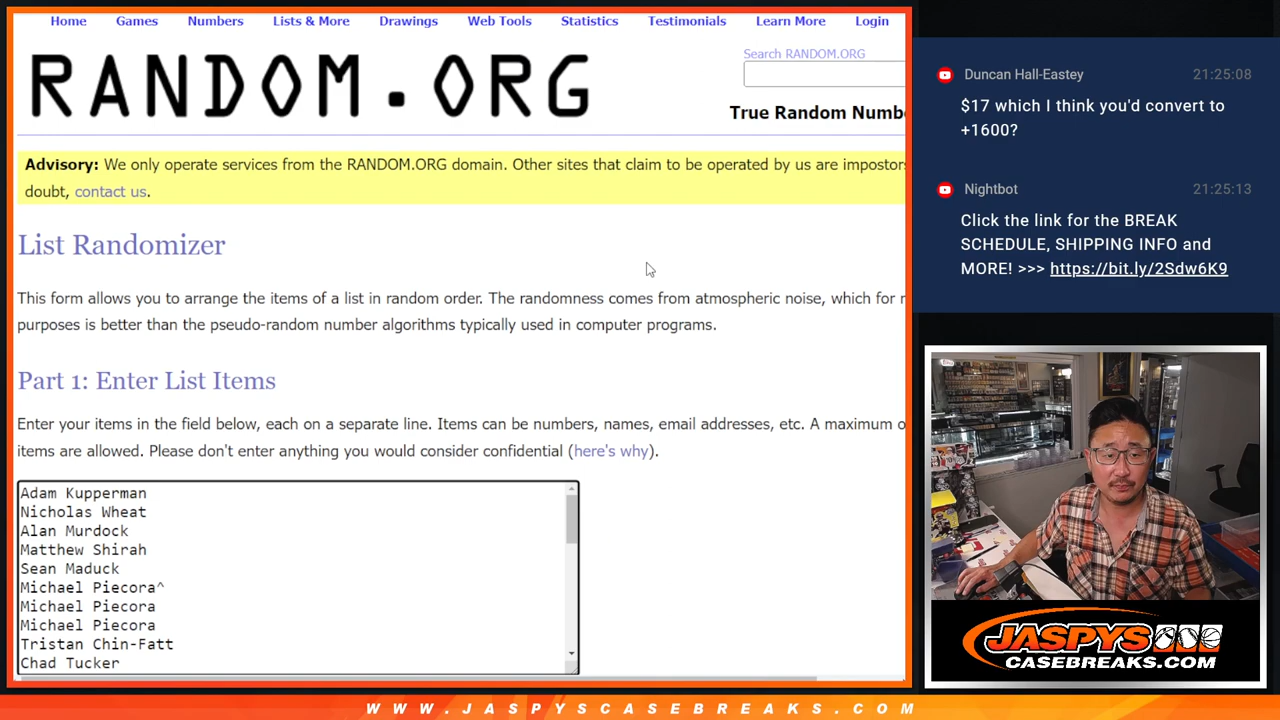 Home Games Numbers Lists & More Drawings Web Tools Statistics Testimonials Learn More Login
RANDOM.ORG
Search RANDOM.ORG
True Random Numb
Advisory: We only operate services from the RANDOM.ORG domain. Other sites that claim to be operated by us are impostors
doubt, contact us.
List Randomizer
This form allows you to arrange the items of a list in random order. The randomness comes from atmospheric noise, which for
purposes is better than the pseudo-random number algorithms typically used in computer programs.
Part 1: Enter List Items
Enter your items in the field below, each on a separate line. Items can be numbers, names, email addresses, etc. A maximum
items are allowed. Please don't enter anything you would consider confidential (here's why).
Adam Kupperman
Nicholas Wheat
Alan Murdock
Matthew Shirah
Sean Maduck
Michael Piecora^
Michael Piecora
Michael Piecora
Tristan Chin-Fatt
Chad Tucker
Duncan Hall-Eastey 21:25:08
$17 which I think you'd convert to
+1600?
Nightbot 21:25:13
Click the link for the BREAK
SCHEDULE, SHIPPING INFO and
MORE! >>> https://bit.ly/2Sdw6K9
JASPYS
CASEBREAKS.COM
WWW.JASPYSCASEBREAKS.COM